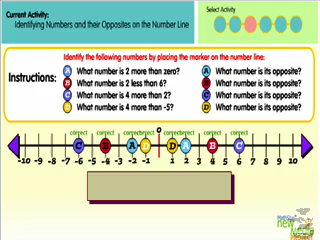 Current Activity:
Identifying Numbers and their Opposites on the Number Line
Select Activity
Identify the following numbers by placing the marker on the number line:
Instructions:
A What number is 2 more than zero? A What number is its opposite?
B What number is 2 less than 6? B What number is its opposite?
C What number is 4 more than 2? C What number is its opposite?
D What number is 4 more than -5? D What number is its opposite?
correct correct correct correct correct correct correct correct
0
C B A D D A B C
-10 -9 -8 -7 -6 -5 -4 -3 -2 -1 1 2 3 4 5 6 7 8 9 10